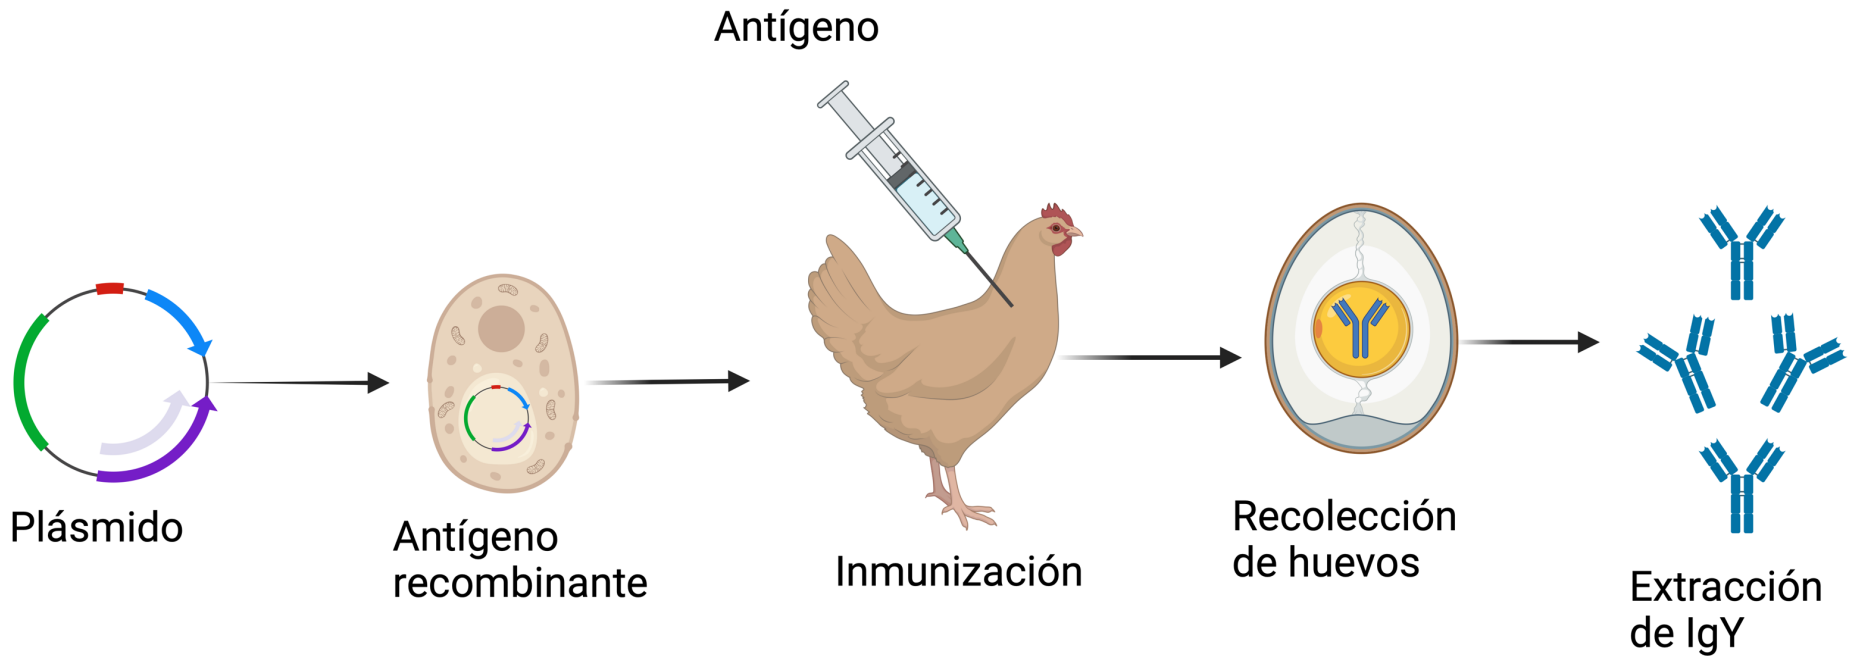 Antígeno
Plásmido
Antígeno
recombinante
Inmunización
Recolección
de huevos
Extracción
de IgY